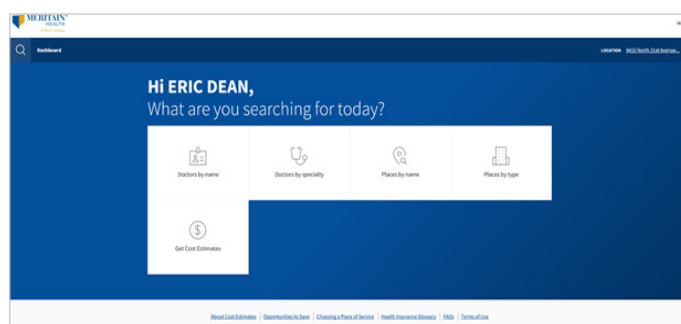 MERITAIN
HEALTH
Dashboard
LOCATION
Hi ERIC DEAN,
What are you searching for today?
Doctors by name
Doctors by specialty
Places by name
Places by type
Get Cost Estimates
About Cost Estimates | Opportunities to Save | Choosing a Place of Service | Health Insurance Glossary | FAQs | Terms of Use